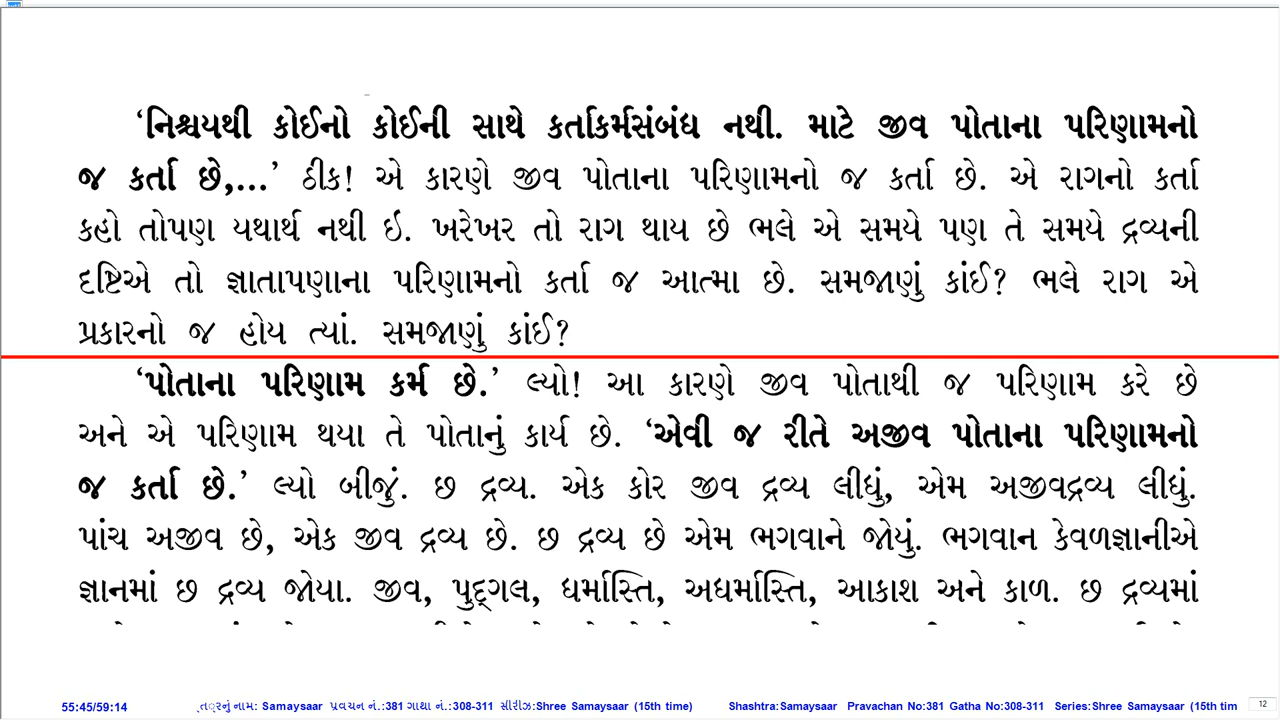 ‘નિશ્ચયથી કોઈનો કોઈની સાથે કર્તાકર્મસંબંધ નથી. માટે જીવ પોતાના પરિણામનો
જ કર્તા છે,...’ ઠીક! એ કારણે જીવ પોતાના પરિણામનો જ કર્તા છે. એ રાગનો કર્તા
કહો તોપણ યથાર્થ નથી ઇ. ખરેખર તો રાગ થાય છે ભલે એ સમયે પણ તે સમયે દ્રવ્યની
દૃષ્ટિએ તો જ્ઞાતાપણાના પરિણામનો કર્તા જ આત્મા છે. સમજાણું કાંઈ? ભલે રાગ એ
પ્રકારનો જ હોય ત્યાં. સમજાણું કાંઈ?
‘પોતાના પરિણામ કર્મ છે.’ લ્યો! આ કારણે જીવ પોતાથી જ પરિણામ કરે છે
અને એ પરિણામ થયા તે પોતાનું કાર્ય છે. ‘એવી જ રીતે અજીવ પોતાના પરિણામનો
જ કર્તા છે.’ લ્યો બીજું. છ દ્રવ્ય. એક કોર જીવ દ્રવ્ય લીધું, એમ અજીવદ્રવ્ય લીધું.
પાંચ અજીવ છે, એક જીવ દ્રવ્ય છે. છ દ્રવ્ય છે એમ ભગવાને જોયું. ભગવાન કેવળજ્ઞાનીએ
જ્ઞાનમાં છ દ્રવ્ય જોયા. જીવ, પુદ્‌ગલ, ધર્માસ્તિ, અધર્માસ્તિ, આકાશ અને કાળ. છ દ્રવ્યમાં
55:45/59:14 નામ: Samaysaar પ્રવચન નં.:381 ગાથા નં.:308-311 સીરીઝ:Shree Samaysaar (15th time) Shashtra:Samaysaar Pravachan No:381 Gatha No:308-311 Series:Shree Samaysaar (15th tim 12